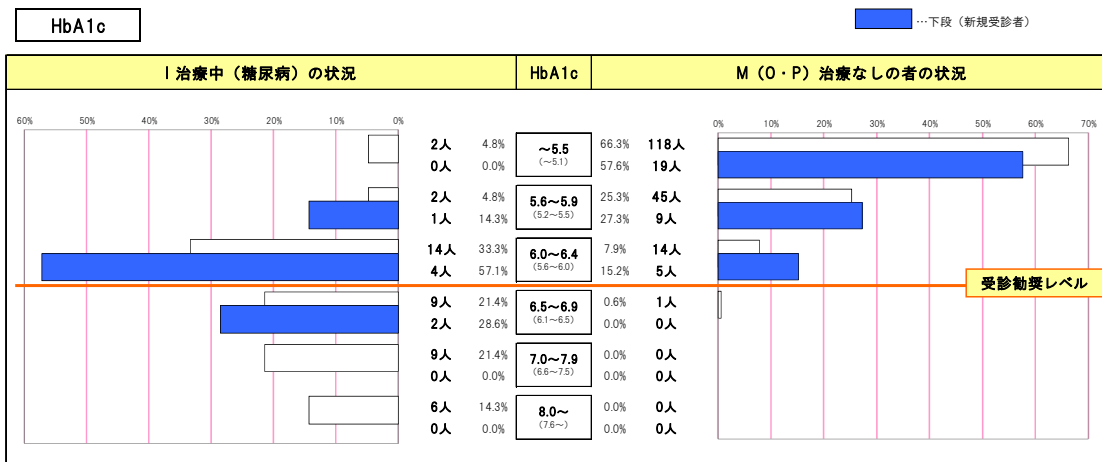 HbA1c
…下段（新規受診者）
I 治療中（糖尿病）の状況 HbA1c M（O・P）治療なしの者の状況
60% 50% 40% 30% 20% 10% 0% 0% 10% 20% 30% 40% 50% 60% 70%
2人 4.8% ～5.5 66.3% 118人
0人 0.0% （～5.1） 57.6% 19人
2人 4.8% 5.6～5.9 25.3% 45人
1人 14.3% （5.2～5.5） 27.3% 9人
14人 33.3% 6.0～6.4 7.9% 14人
4人 57.1% （5.6～6.0） 15.2% 5人
受診勧奨レベル
9人 21.4% 6.5～6.9 0.6% 1人
2人 28.6% （6.1～6.5） 0.0% 0人
9人 21.4% 7.0～7.9 0.0% 0人
0人 0.0% （6.6～7.5） 0.0% 0人
6人 14.3% 8.0～ 0.0% 0人
0人 0.0% （7.6～） 0.0% 0人